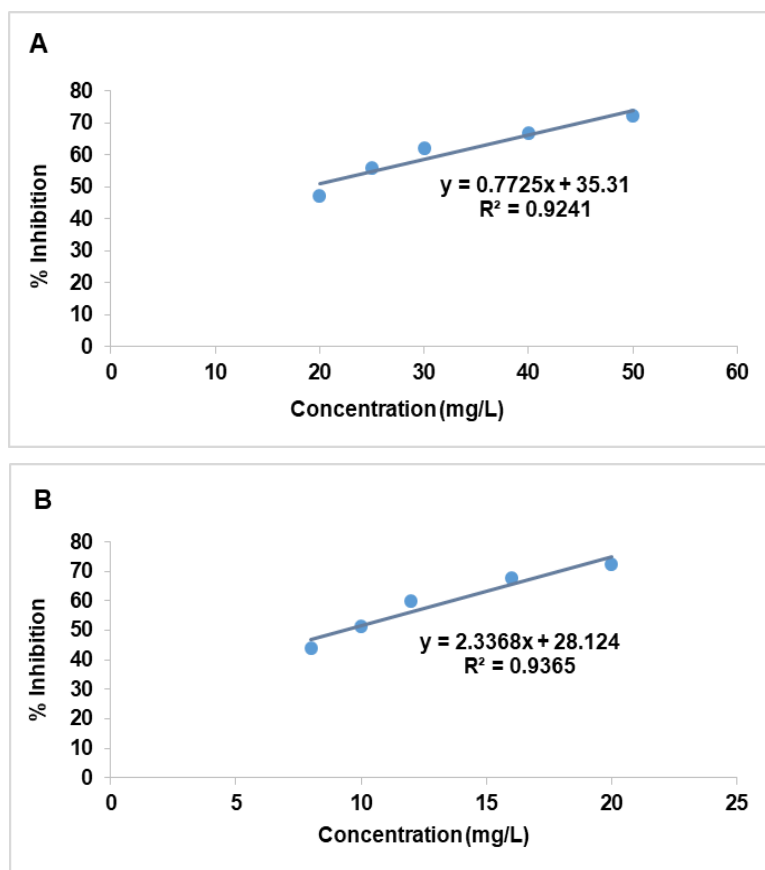 A
80
70
60
50
40
30
20
10
0
% Inhibition
y = 0.7725x + 35.31
R² = 0.9241
0 10 20 30 40 50 60
Concentration (mg/L)
B
80
70
60
50
40
30
20
10
0
% Inhibition
y = 2.3368x + 28.124
R² = 0.9365
0 5 10 15 20 25
Concentration (mg/L)